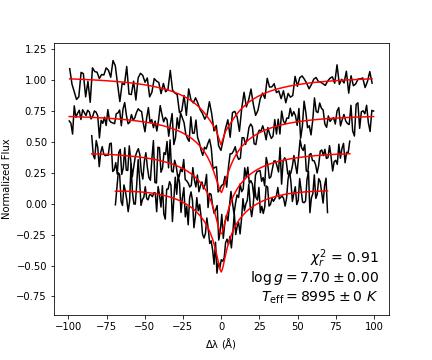 1.25
1.00
0.75
0.50
0.25
0.00
−0.25
−0.50
−0.75
Normalized Flux
χ²ᵣ = 0.91
log g = 7.70 ± 0.00
T_eff = 8995 ± 0 K
−100 −75 −50 −25 0 25 50 75 100
Δλ (Å)